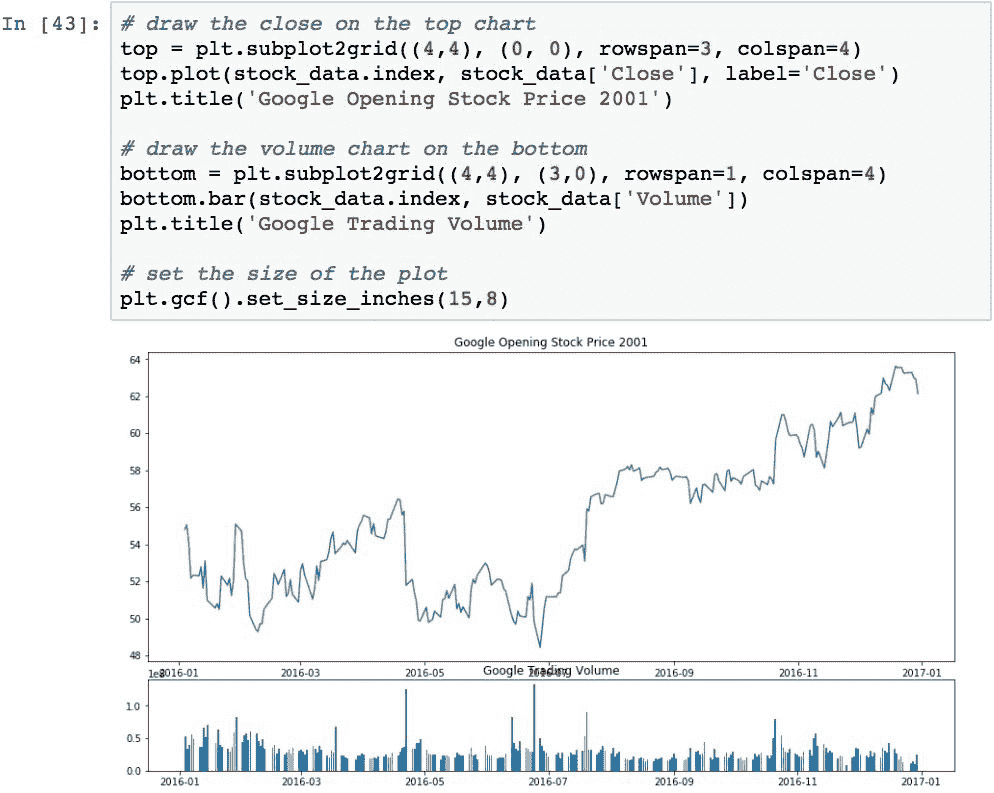 In [43]:
# draw the close on the top chart
top = plt.subplot2grid((4,4), (0, 0), rowspan=3, colspan=4)
top.plot(stock_data.index, stock_data['Close'], label='Close')
plt.title('Google Opening Stock Price 2001')
# draw the volume chart on the bottom
bottom = plt.subplot2grid((4,4), (3,0), rowspan=1, colspan=4)
bottom.bar(stock_data.index, stock_data['Volume'])
plt.title('Google Trading Volume')
# set the size of the plot
plt.gcf().set_size_inches(15,8)
Google Opening Stock Price 2001
64
62
60
58
56
54
52
50
48
2016-01 2016-03 2016-05 2016-07 2016-09 2016-11 2017-01
1e8
Google Trading Volume
1.0
0.5
0.0
2016-01 2016-03 2016-05 2016-07 2016-09 2016-11 2017-01